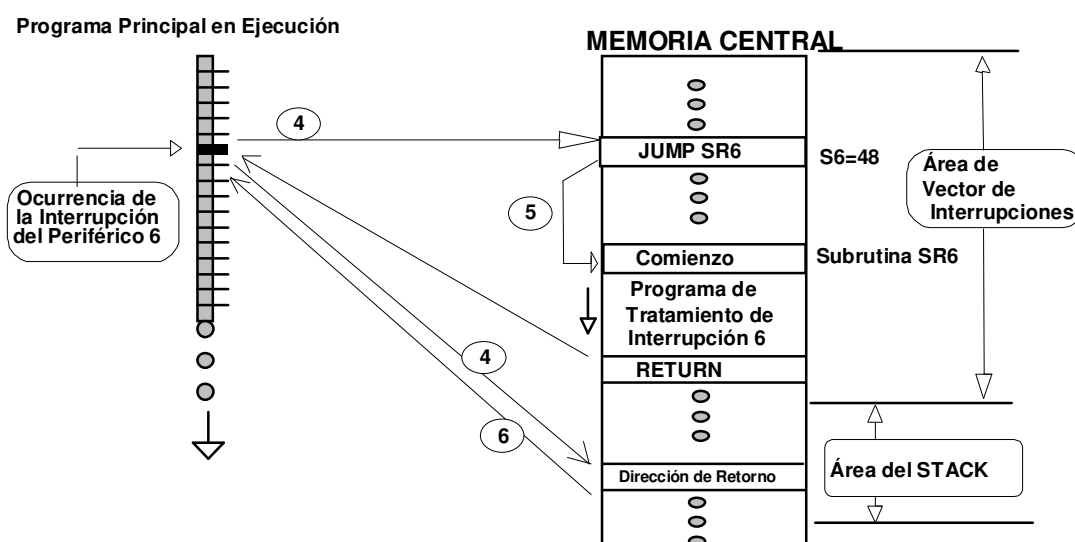 Programa Principal en Ejecución
MEMORIA CENTRAL
4
JUMP SR6
S6=48
Área de
Vector de
Interrupciones
Ocurrencia de
la Interrupción
del Periférico 6
5
Comienzo
Subrutina SR6
Programa de
Tratamiento de
Interrupción 6
4
RETURN
6
Dirección de Retorno
Área del STACK